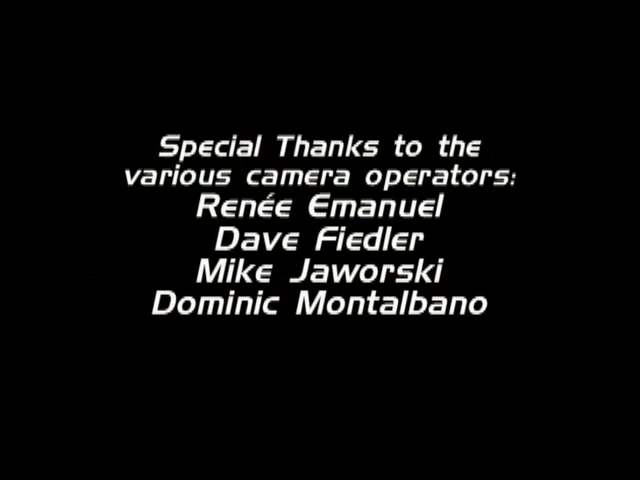 Special Thanks to the
various camera operators:
Renée Emanuel
Dave Fiedler
Mike Jaworski
Dominic Montalbano